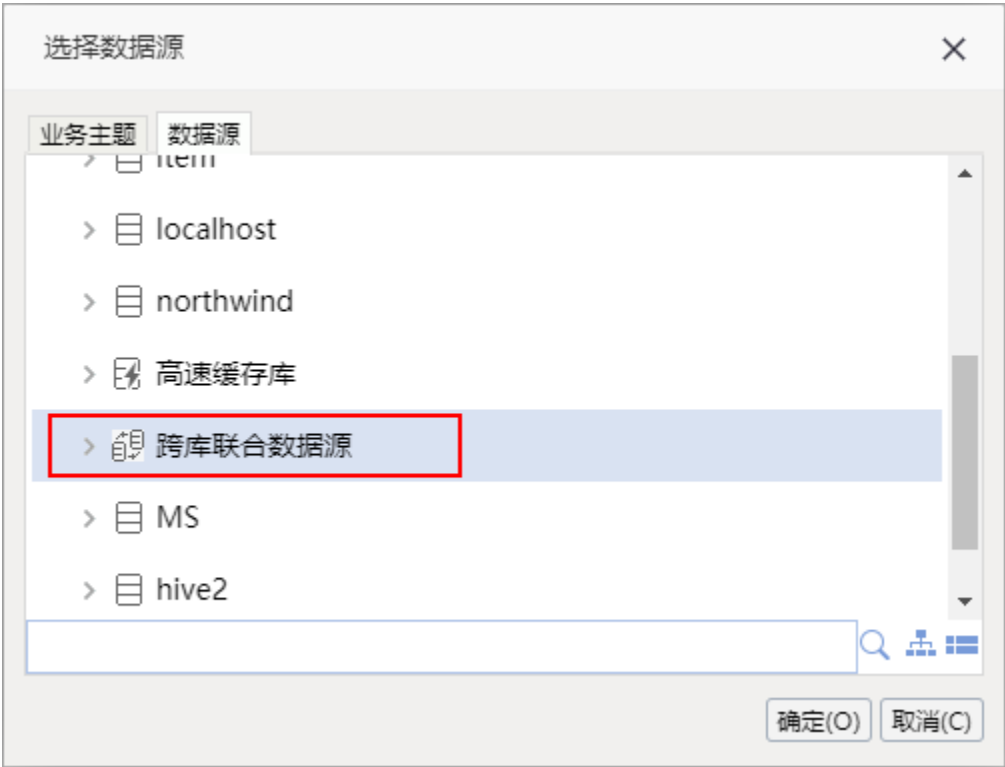 选择数据源
业务主题 数据源
item
localhost
northwind
高速缓存库
跨库联合数据源
MS
hive2
确定(O) 取消(C)